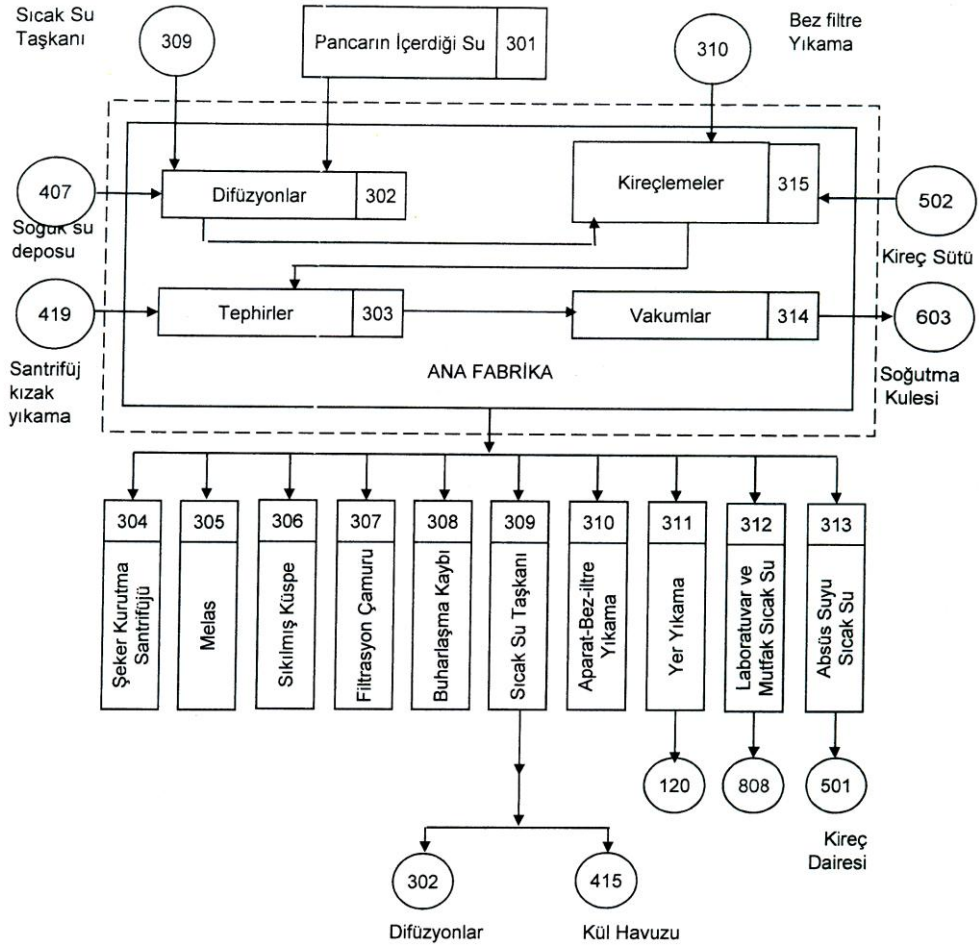 Sıcak Su
Taşkanı
309
Pancarın İçerdiği Su 301
310
Bez filtre
Yıkama
407
Soğuk su
deposu
Difüzyonlar 302
Kireçlemeler 315
502
Kireç Sütü
419
Santrifüj
kızak
yıkama
Tephirler 303
Vakumlar 314
603
Soğutma
Kulesi
ANA FABRİKA
304
Şeker Kurutma
Santrifüjü
305
Melas
306
Sıkılmış Küspe
307
Filtrasyon Çamuru
308
Buharlaşma Kaybı
309
Sıcak Su Taşkanı
310
Aparat-Bez-iltre
Yıkama
311
Yer Yıkama
312
Laboratuvar ve
Mutfak Sıcak Su
313
Absüs Suyu
Sıcak Su
120
808
501
Kireç
Dairesi
302
Difüzyonlar
415
Kül Havuzu